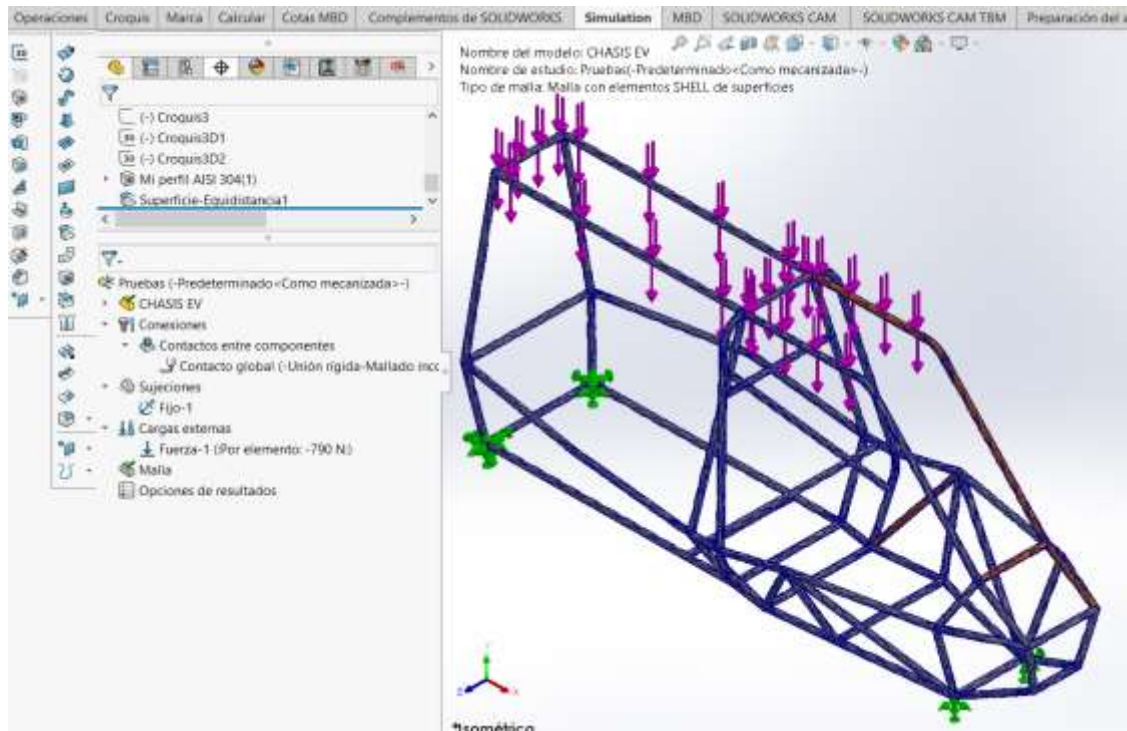 Operaciones Croquis Marca Calcular Cotas MBD Complementos de SOLIDWORKS Simulation MBD SOLIDWORKS CAM SOLIDWORKS CAM TBM Preparación del a
(-) Croquis3
(-) Croquis3D1
(-) Croquis3D2
Mi perfil AISI 304(1)
Superficie-Equidistancia1
Pruebas (-Predeterminado<Como mecanizada>-)
CHASIS EV
Conexiones
Contactos entre componentes
Contacto global (-Unión rígida-Mallado inco
Sujeciones
Fijo-1
Cargas externas
Fuerza-1 (:Por elemento: -790 N:)
Malla
Opciones de resultados
Nombre del modelo: CHASIS EV
Nombre de estudio: Pruebas(-Predeterminado<Como mecanizada>-)
Tipo de malla: Malla con elementos SHELL de superficies
*Isométrica